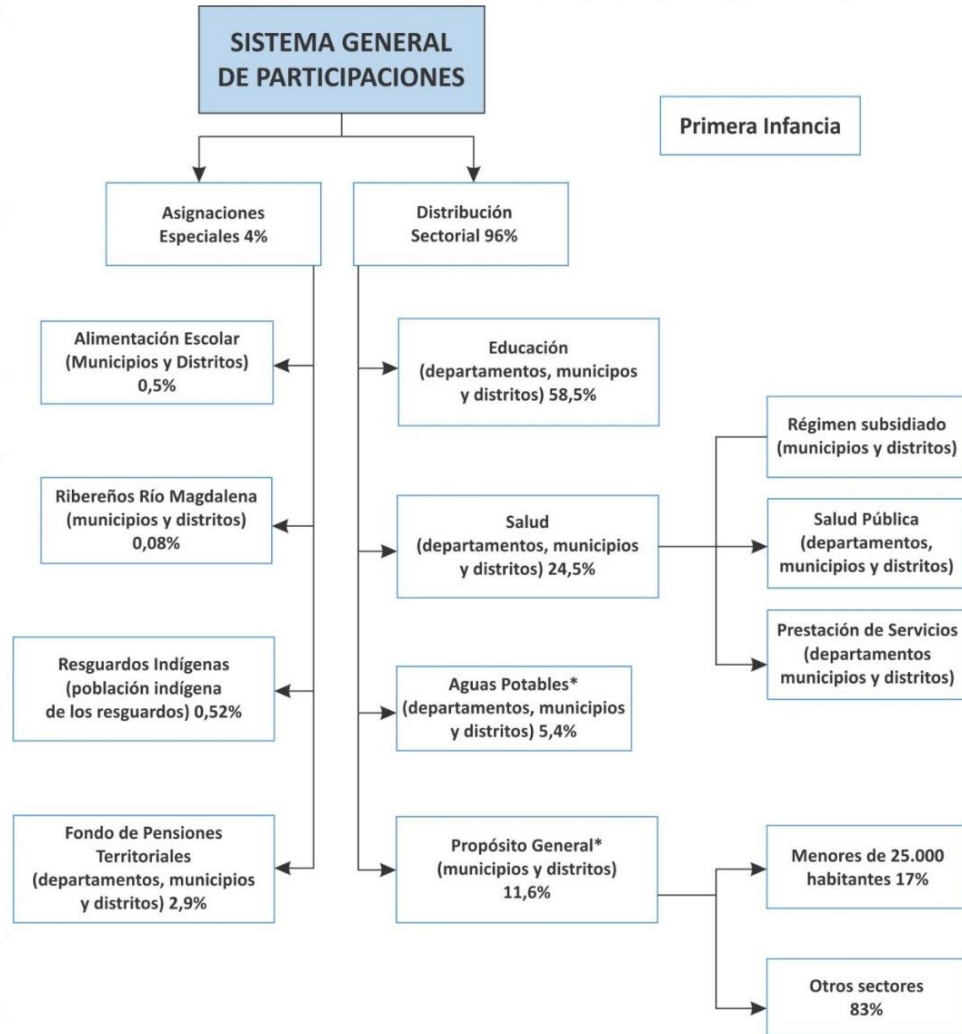 SISTEMA GENERAL
DE PARTICIPACIONES
Primera Infancia
Asignaciones
Especiales 4%
Distribución
Sectorial 96%
Alimentación Escolar
(Municipios y Distritos)
0,5%
Ribereños Río Magdalena
(municipios y distritos)
0,08%
Resguardos Indígenas
(población indígena
de los resguardos) 0,52%
Fondo de Pensiones
Territoriales
(departamentos, municipios
y distritos) 2,9%
Educación
(departamentos, municipos
y distritos) 58,5%
Salud
(departamentos, municipios
y distritos) 24,5%
Aguas Potables*
(departamentos, municipios
y distritos) 5,4%
Propósito General*
(municipios y distritos)
11,6%
Régimen subsidiado
(municipios y distritos)
Salud Pública
(departamentos,
municipios y distritos)
Prestación de Servicios
(departamentos
municipios y distritos)
Menores de 25.000
habitantes 17%
Otros sectores
83%